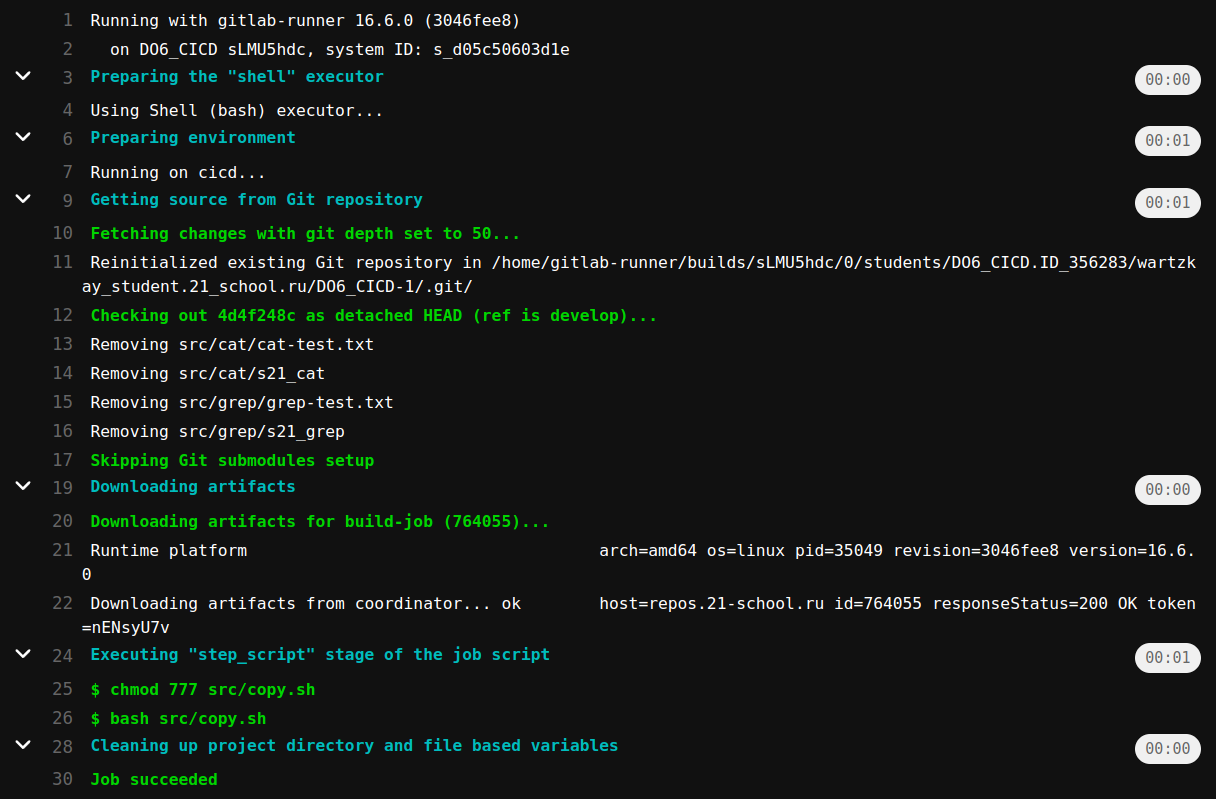 1 Running with gitlab-runner 16.6.0 (3046fee8)
2 on DO6_CICD sLMU5hdc, system ID: s_d05c50603d1e
3 Preparing the "shell" executor 00:00
4 Using Shell (bash) executor...
6 Preparing environment 00:01
7 Running on cicd...
9 Getting source from Git repository 00:01
10 Fetching changes with git depth set to 50...
11 Reinitialized existing Git repository in /home/gitlab-runner/builds/sLMU5hdc/0/students/DO6_CICD.ID_356283/wartzk
ay_student.21_school.ru/DO6_CICD-1/.git/
12 Checking out 4d4f248c as detached HEAD (ref is develop)...
13 Removing src/cat/cat-test.txt
14 Removing src/cat/s21_cat
15 Removing src/grep/grep-test.txt
16 Removing src/grep/s21_grep
17 Skipping Git submodules setup
19 Downloading artifacts 00:00
20 Downloading artifacts for build-job (764055)...
21 Runtime platform arch=amd64 os=linux pid=35049 revision=3046fee8 version=16.6.
0
22 Downloading artifacts from coordinator... ok host=repos.21-school.ru id=764055 responseStatus=200 OK token
=nENsyU7v
24 Executing "step_script" stage of the job script 00:01
25 $ chmod 777 src/copy.sh
26 $ bash src/copy.sh
28 Cleaning up project directory and file based variables 00:00
30 Job succeeded